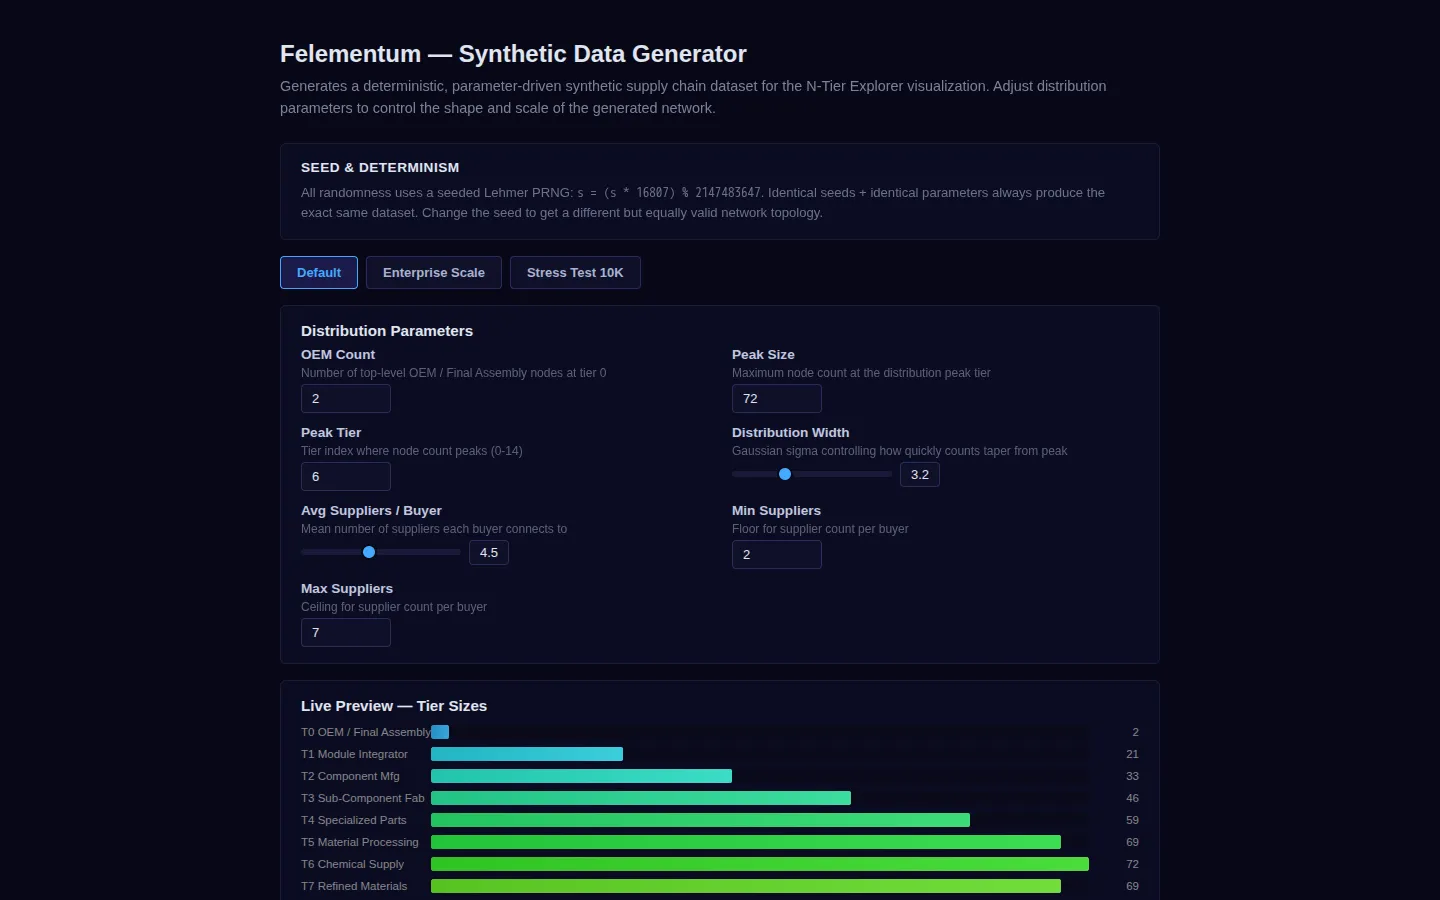 Felementum — Synthetic Data Generator
Generates a deterministic, parameter-driven synthetic supply chain dataset for the N-Tier Explorer visualization. Adjust distribution
parameters to control the shape and scale of the generated network.
SEED & DETERMINISM
All randomness uses a seeded Lehmer PRNG: s = (s * 16807) % 2147483647. Identical seeds + identical parameters always produce the
exact same dataset. Change the seed to get a different but equally valid network topology.
Default
Enterprise Scale
Stress Test 10K
Distribution Parameters
OEM Count
Number of top-level OEM / Final Assembly nodes at tier 0
2
Peak Size
Maximum node count at the distribution peak tier
72
Peak Tier
Tier index where node count peaks (0-14)
6
Distribution Width
Gaussian sigma controlling how quickly counts taper from peak
3.2
Avg Suppliers / Buyer
Mean number of suppliers each buyer connects to
4.5
Min Suppliers
Floor for supplier count per buyer
2
Max Suppliers
Ceiling for supplier count per buyer
7
Live Preview — Tier Sizes
T0 OEM / Final Assembly 2
T1 Module Integrator 21
T2 Component Mfg 33
T3 Sub-Component Fab 46
T4 Specialized Parts 59
T5 Material Processing 69
T6 Chemical Supply 72
T7 Refined Materials 69